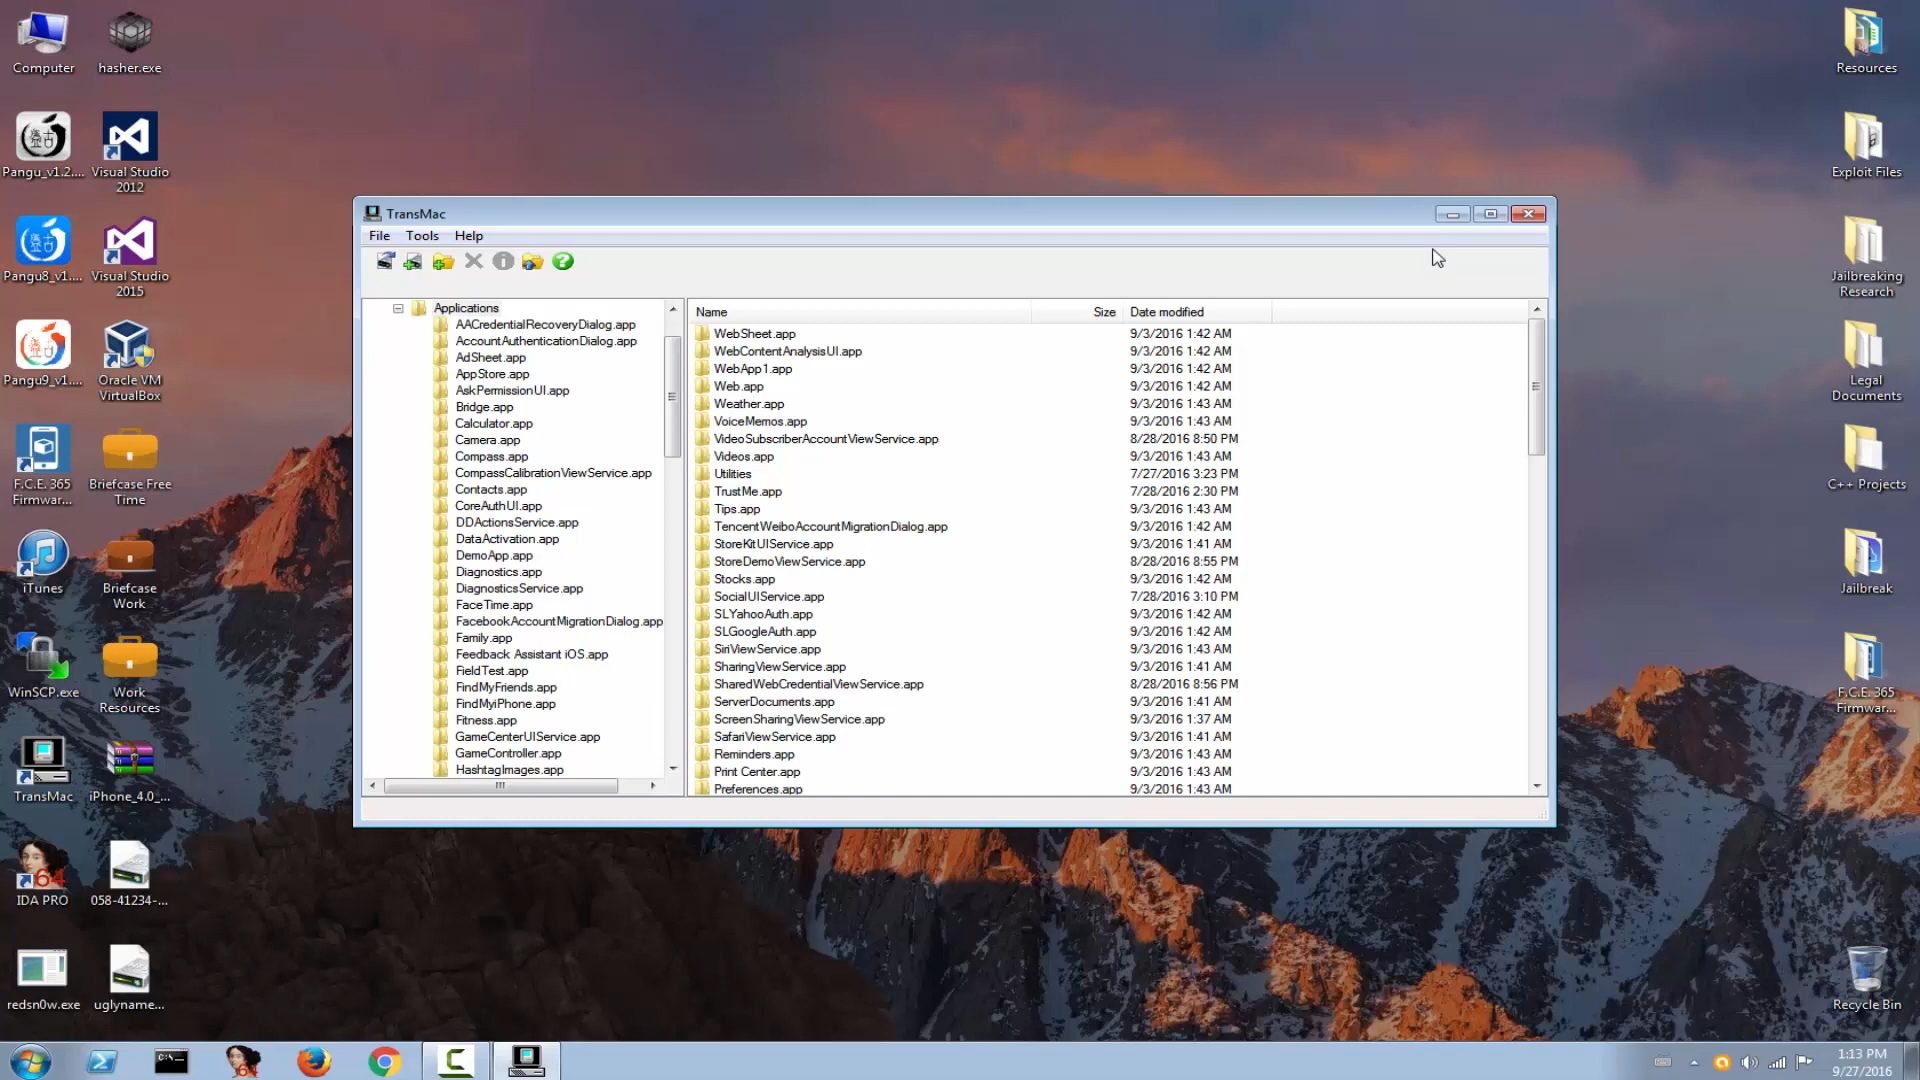 Computer
hasher.exe
Pangu_v1.2....
Visual Studio
2012
Pangu8_v1....
Visual Studio
2015
Pangu9_v1....
Oracle VM
VirtualBox
F.C.E. 365
Firmwar...
Briefcase Free
Time
iTunes
Briefcase
Work
WinSCP.exe
Work
Resources
TransMac
iPhone_4.0_...
64
IDA PRO
058-41234-...
redsn0w.exe
uglyname...
TransMac
File Tools Help
Applications
AACredentialRecoveryDialog.app
AccountAuthenticationDialog.app
AdSheet.app
AppStore.app
AskPermissionUI.app
Bridge.app
Calculator.app
Camera.app
Compass.app
CompassCalibrationViewService.app
Contacts.app
CoreAuthUI.app
DDActionsService.app
DataActivation.app
DemoApp.app
Diagnostics.app
DiagnosticsService.app
FaceTime.app
FacebookAccountMigrationDialog.app
Family.app
Feedback Assistant iOS.app
FieldTest.app
FindMyFriends.app
FindMyiPhone.app
Fitness.app
GameCenterUIService.app
GameController.app
HashtagImages.app
Name Size Date modified
WebSheet.app 9/3/2016 1:42 AM
WebContentAnalysisUI.app 9/3/2016 1:42 AM
WebApp1.app 9/3/2016 1:42 AM
Web.app 9/3/2016 1:42 AM
Weather.app 9/3/2016 1:43 AM
VoiceMemos.app 9/3/2016 1:43 AM
VideoSubscriberAccountViewService.app 8/28/2016 8:50 PM
Videos.app 9/3/2016 1:43 AM
Utilities 7/27/2016 3:23 PM
TrustMe.app 7/28/2016 2:30 PM
Tips.app 9/3/2016 1:43 AM
TencentWeiboAccountMigrationDialog.app 9/3/2016 1:42 AM
StoreKitUIService.app 9/3/2016 1:41 AM
StoreDemoViewService.app 8/28/2016 8:55 PM
Stocks.app 9/3/2016 1:42 AM
SocialUIService.app 7/28/2016 3:10 PM
SLYahooAuth.app 9/3/2016 1:42 AM
SLGoogleAuth.app 9/3/2016 1:42 AM
SiriViewService.app 9/3/2016 1:43 AM
SharingViewService.app 9/3/2016 1:41 AM
SharedWebCredentialViewService.app 8/28/2016 8:56 PM
ServerDocuments.app 9/3/2016 1:41 AM
ScreenSharingViewService.app 9/3/2016 1:37 AM
SafariViewService.app 9/3/2016 1:41 AM
Reminders.app 9/3/2016 1:43 AM
Print Center.app 9/3/2016 1:43 AM
Preferences.app 9/3/2016 1:43 AM
Resources
Exploit Files
Jailbreaking
Research
Legal
Documents
C++ Projects
Jailbreak
F.C.E. 365
Firmwar...
Recycle Bin
C:\_
64
1:13 PM
9/27/2016